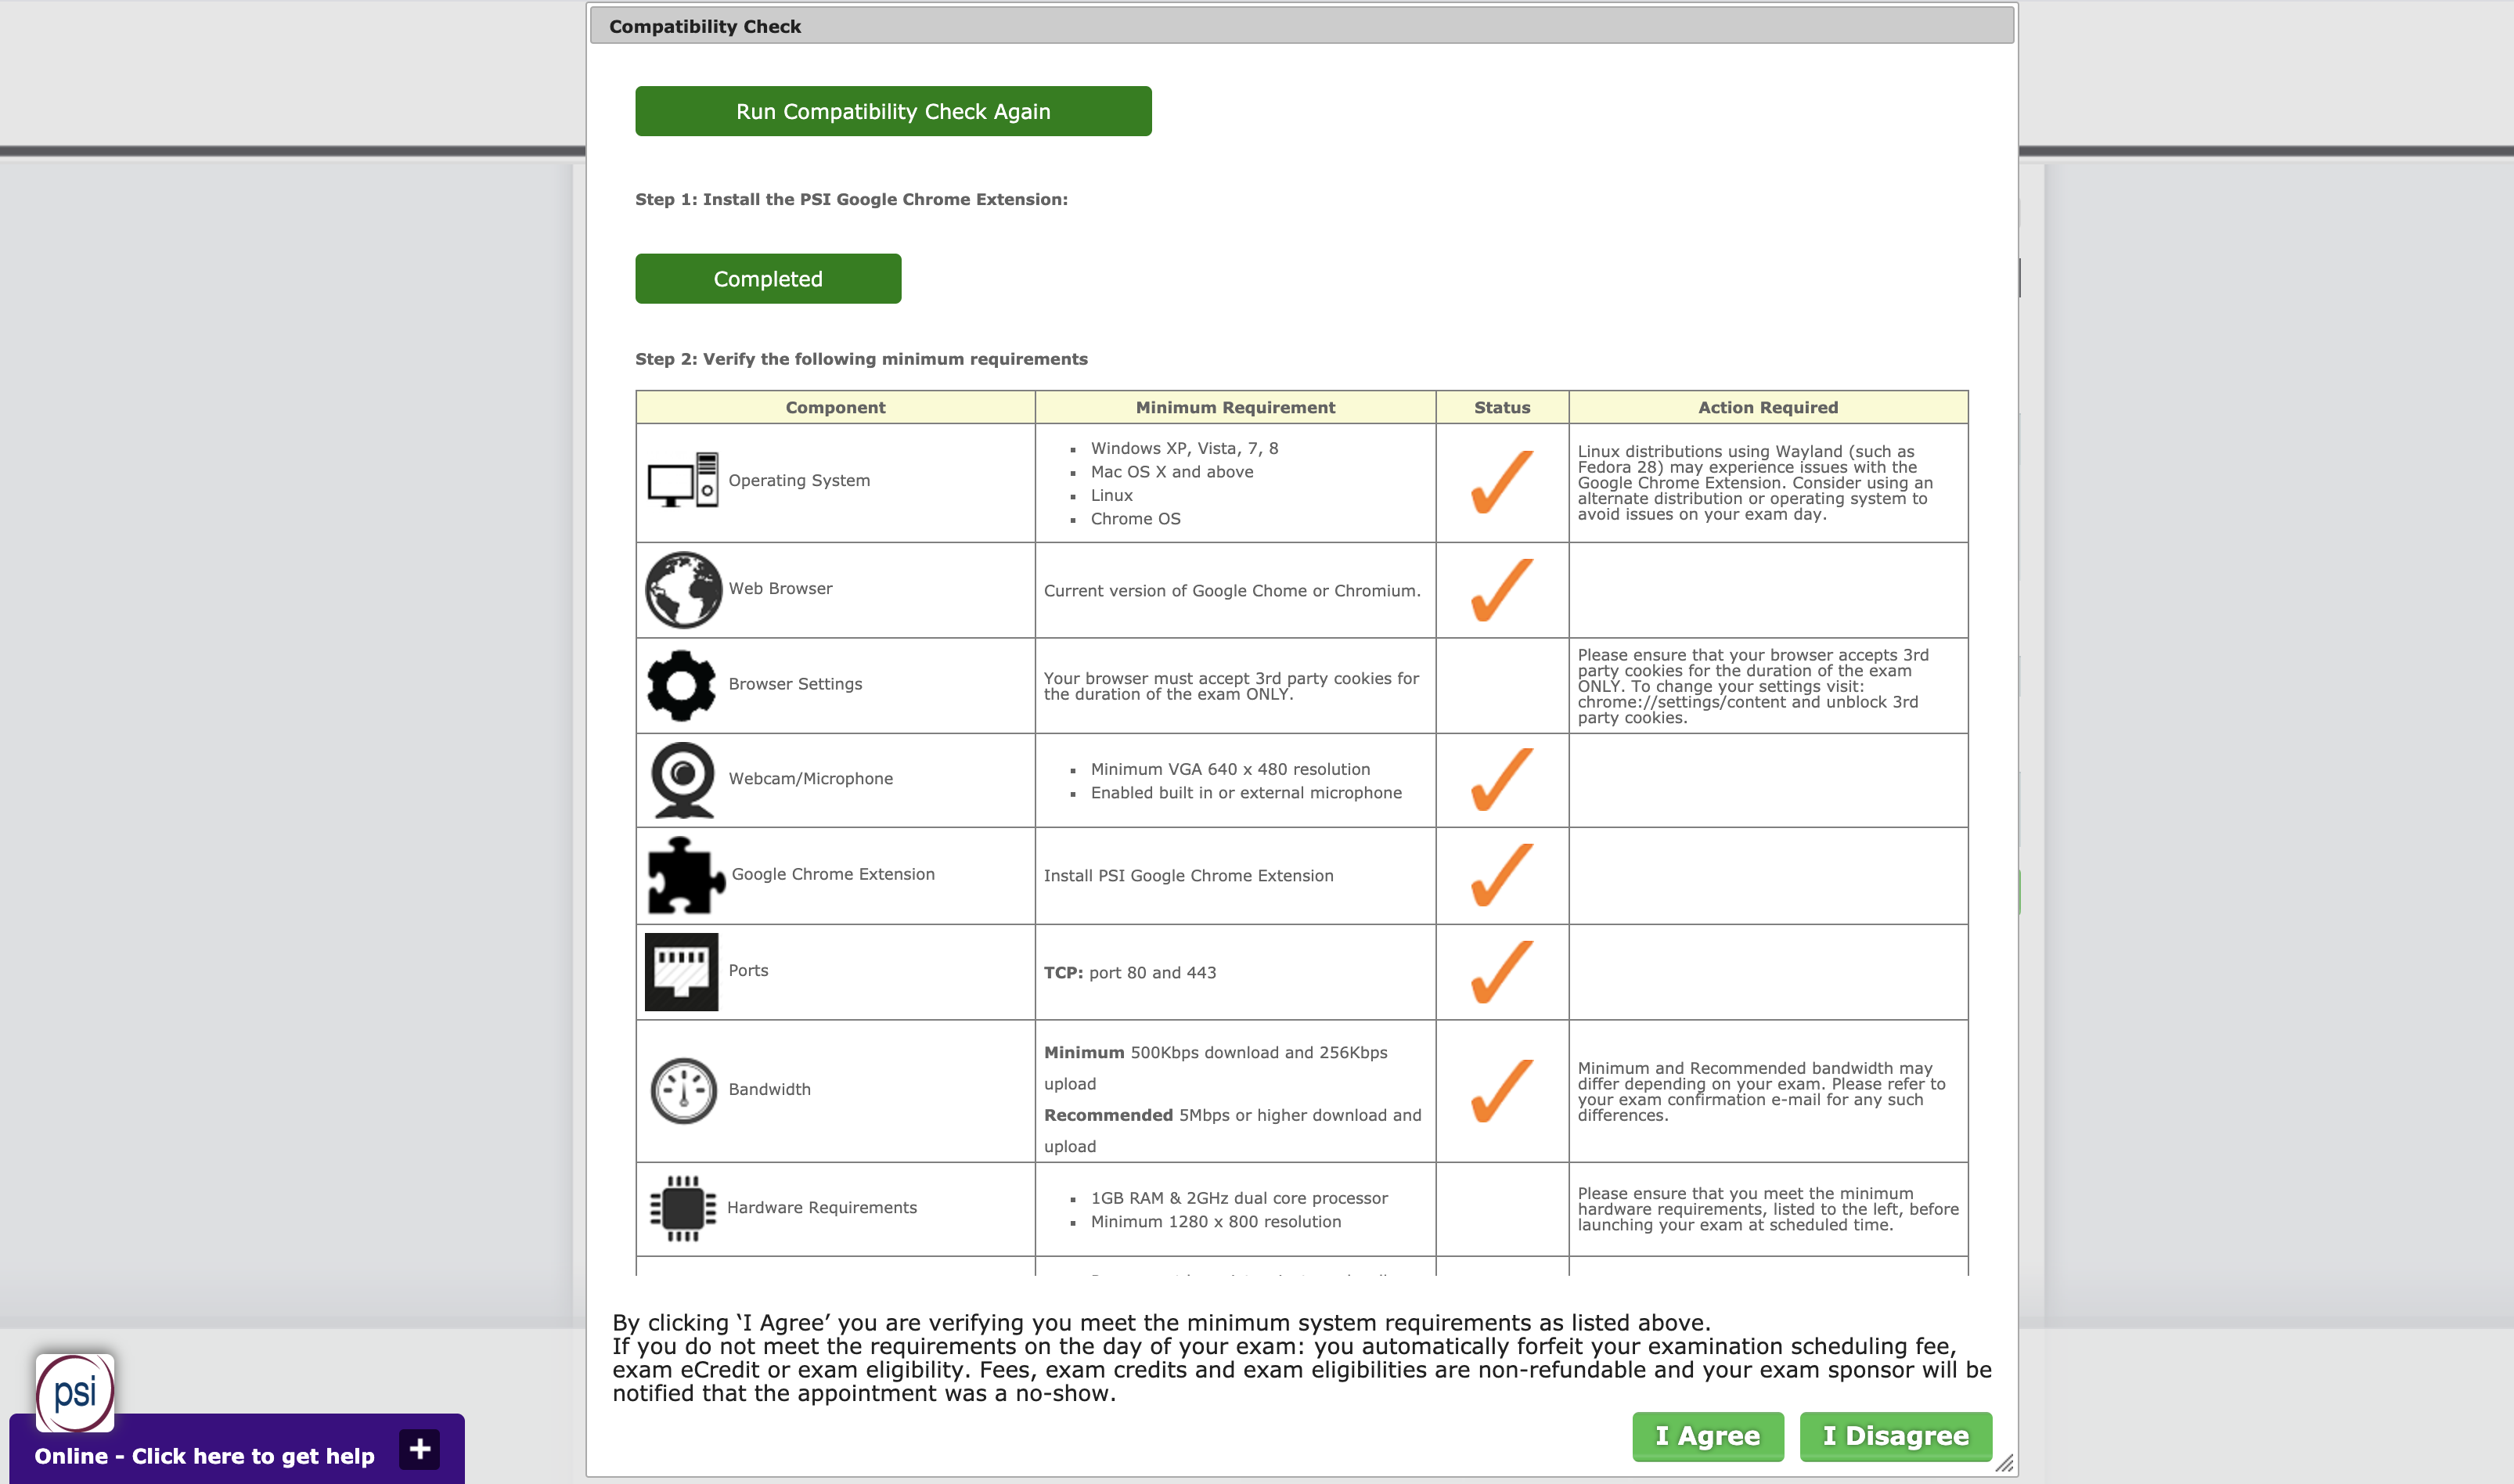 Compatibility Check
Run Compatibility Check Again
Step 1: Install the PSI Google Chrome Extension:
Completed
Step 2: Verify the following minimum requirements
Component Minimum Requirement Status Action Required
Operating System
Windows XP, Vista, 7, 8
Mac OS X and above
Linux
Chrome OS
Linux distributions using Wayland (such as
Fedora 28) may experience issues with the
Google Chrome Extension. Consider using an
alternate distribution or operating system to
avoid issues on your exam day.
Web Browser
Current version of Google Chome or Chromium.
Browser Settings
Your browser must accept 3rd party cookies for
the duration of the exam ONLY.
Please ensure that your browser accepts 3rd
party cookies for the duration of the exam
ONLY. To change your settings visit:
chrome://settings/content and unblock 3rd
party cookies.
Webcam/Microphone
Minimum VGA 640 x 480 resolution
Enabled built in or external microphone
Google Chrome Extension
Install PSI Google Chrome Extension
Ports
TCP: port 80 and 443
Bandwidth
Minimum 500Kbps download and 256Kbps
upload
Recommended 5Mbps or higher download and
upload
Minimum and Recommended bandwidth may
differ depending on your exam. Please refer to
your exam confirmation e-mail for any such
differences.
Hardware Requirements
1GB RAM & 2GHz dual core processor
Minimum 1280 x 800 resolution
Please ensure that you meet the minimum
hardware requirements, listed to the left, before
launching your exam at scheduled time.
By clicking ‘I Agree’ you are verifying you meet the minimum system requirements as listed above.
If you do not meet the requirements on the day of your exam: you automatically forfeit your examination scheduling fee,
exam eCredit or exam eligibility. Fees, exam credits and exam eligibilities are non-refundable and your exam sponsor will be
notified that the appointment was a no-show.
I Agree I Disagree
psi
Online - Click here to get help +